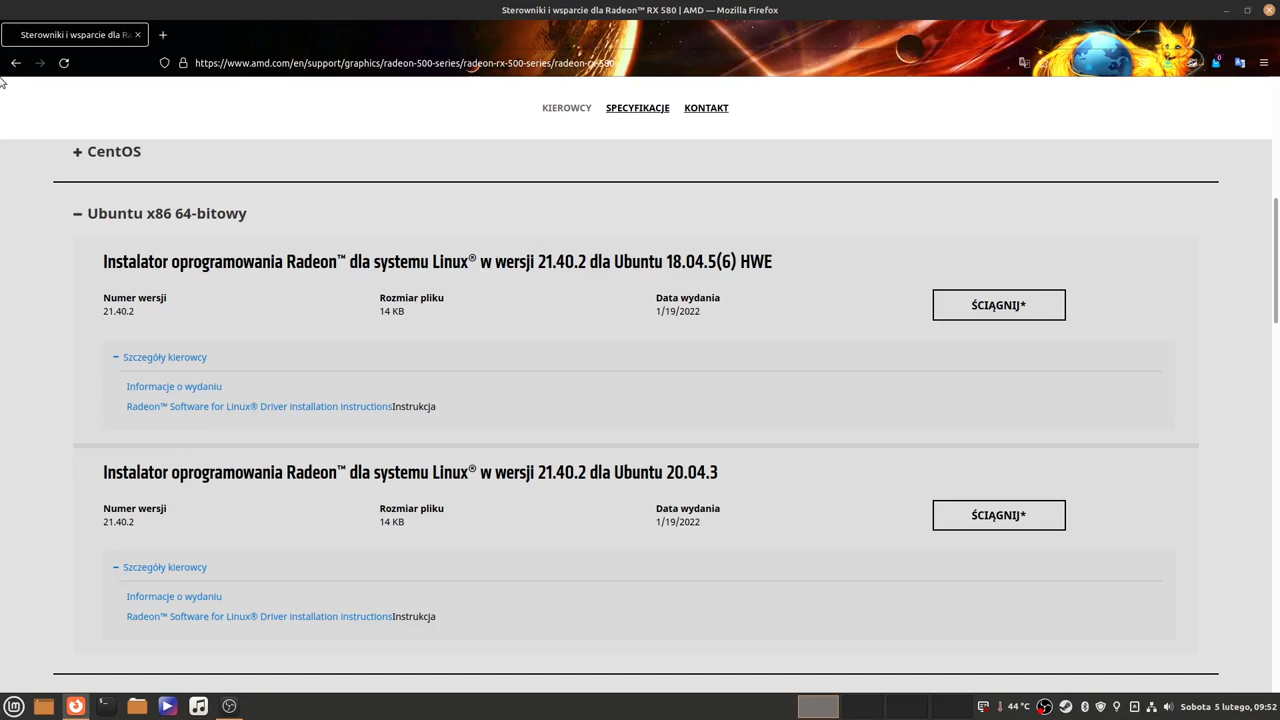 Sterowniki i wsparcie dla Radeon™ RX 580 | AMD — Mozilla Firefox
Sterowniki i wsparcie dla Ra
https://www.amd.com/en/support/graphics/radeon-500-series/radeon-rx-500-series/radeon-rx-580
KIEROWCY SPECYFIKACJE KONTAKT
+ CentOS
− Ubuntu x86 64-bitowy
Instalator oprogramowania Radeon™ dla systemu Linux® w wersji 21.40.2 dla Ubuntu 18.04.5(6) HWE
Numer wersji Rozmiar pliku Data wydania
21.40.2 14 KB 1/19/2022
ŚCIĄGNIJ*
− Szczegóły kierowcy
Informacje o wydaniu
Radeon™ Software for Linux® Driver installation instructionsInstrukcja
Instalator oprogramowania Radeon™ dla systemu Linux® w wersji 21.40.2 dla Ubuntu 20.04.3
Numer wersji Rozmiar pliku Data wydania
21.40.2 14 KB 1/19/2022
ŚCIĄGNIJ*
− Szczegóły kierowcy
Informacje o wydaniu
Radeon™ Software for Linux® Driver installation instructionsInstrukcja
44 °C Sobota 5 lutego, 09:52